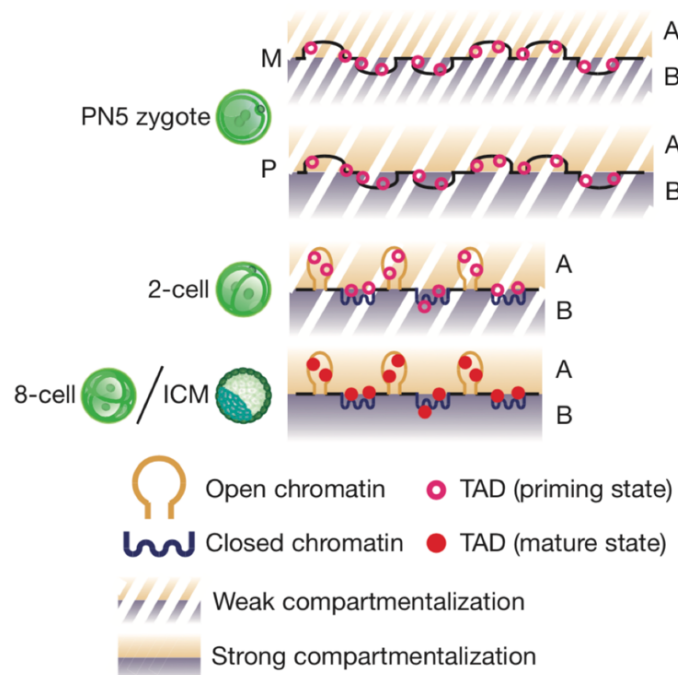 A
M
B
PN5 zygote
A
P
B
2-cell
A
B
8-cell / ICM
A
B
Open chromatin
TAD (priming state)
Closed chromatin
TAD (mature state)
Weak compartmentalization
Strong compartmentalization